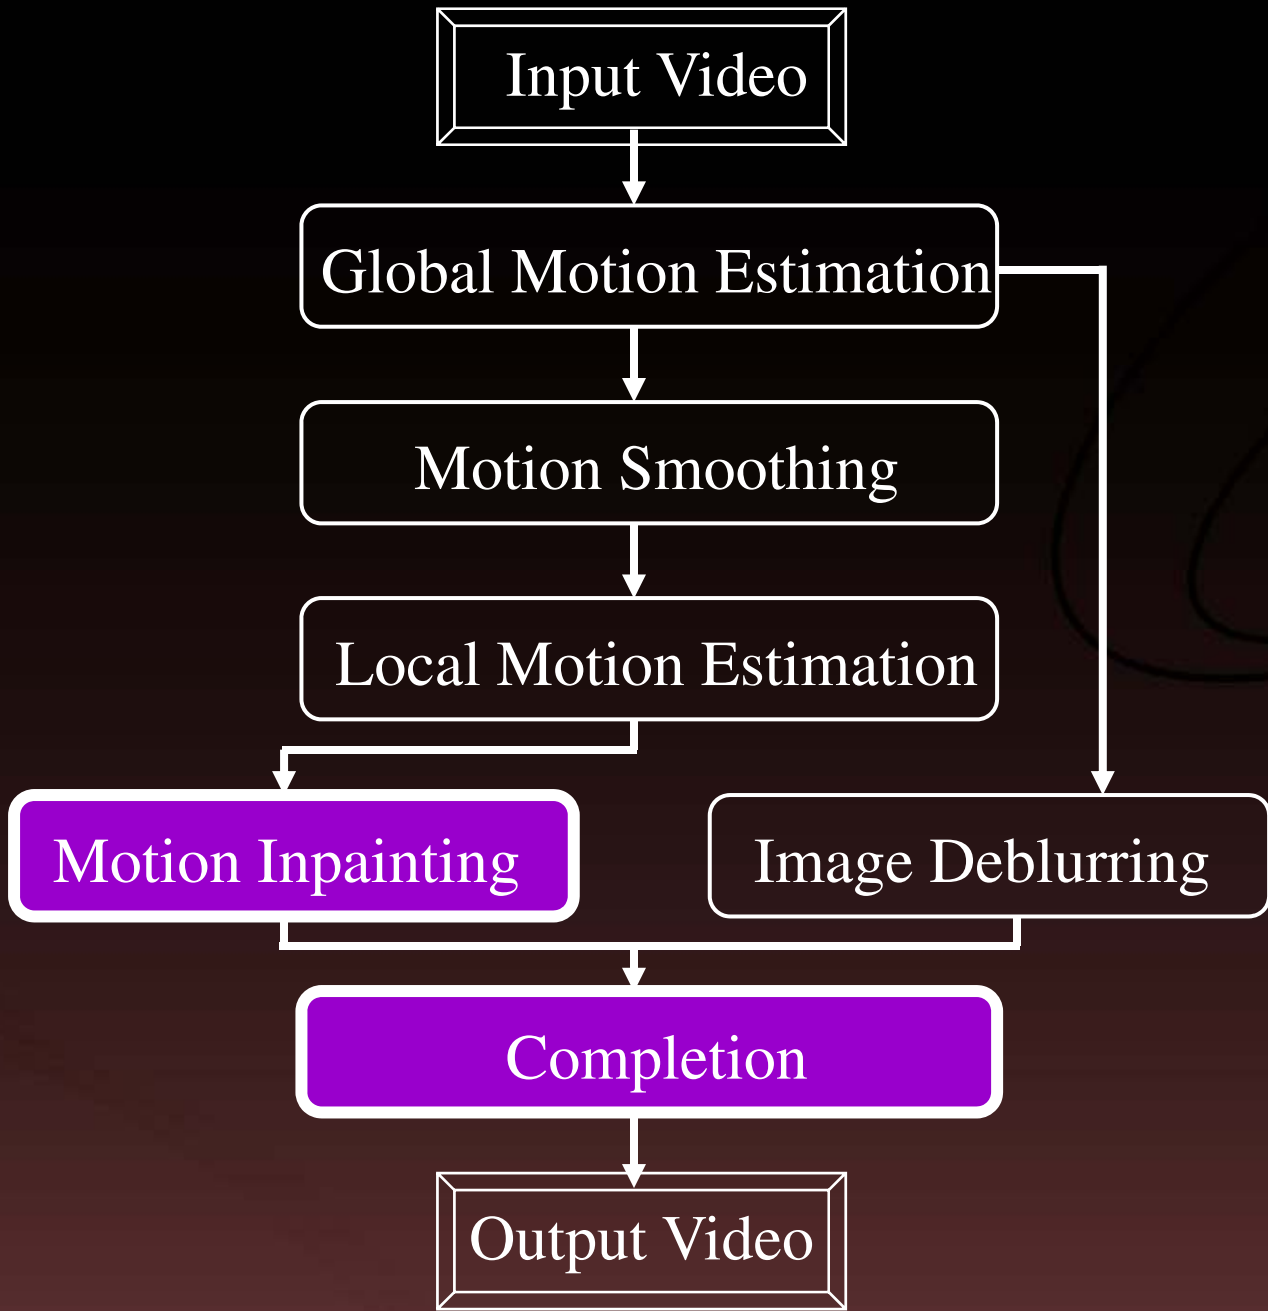 Input Video
Global Motion Estimation
Motion Smoothing
Local Motion Estimation
Motion Inpainting
Image Deblurring
Completion
Output Video